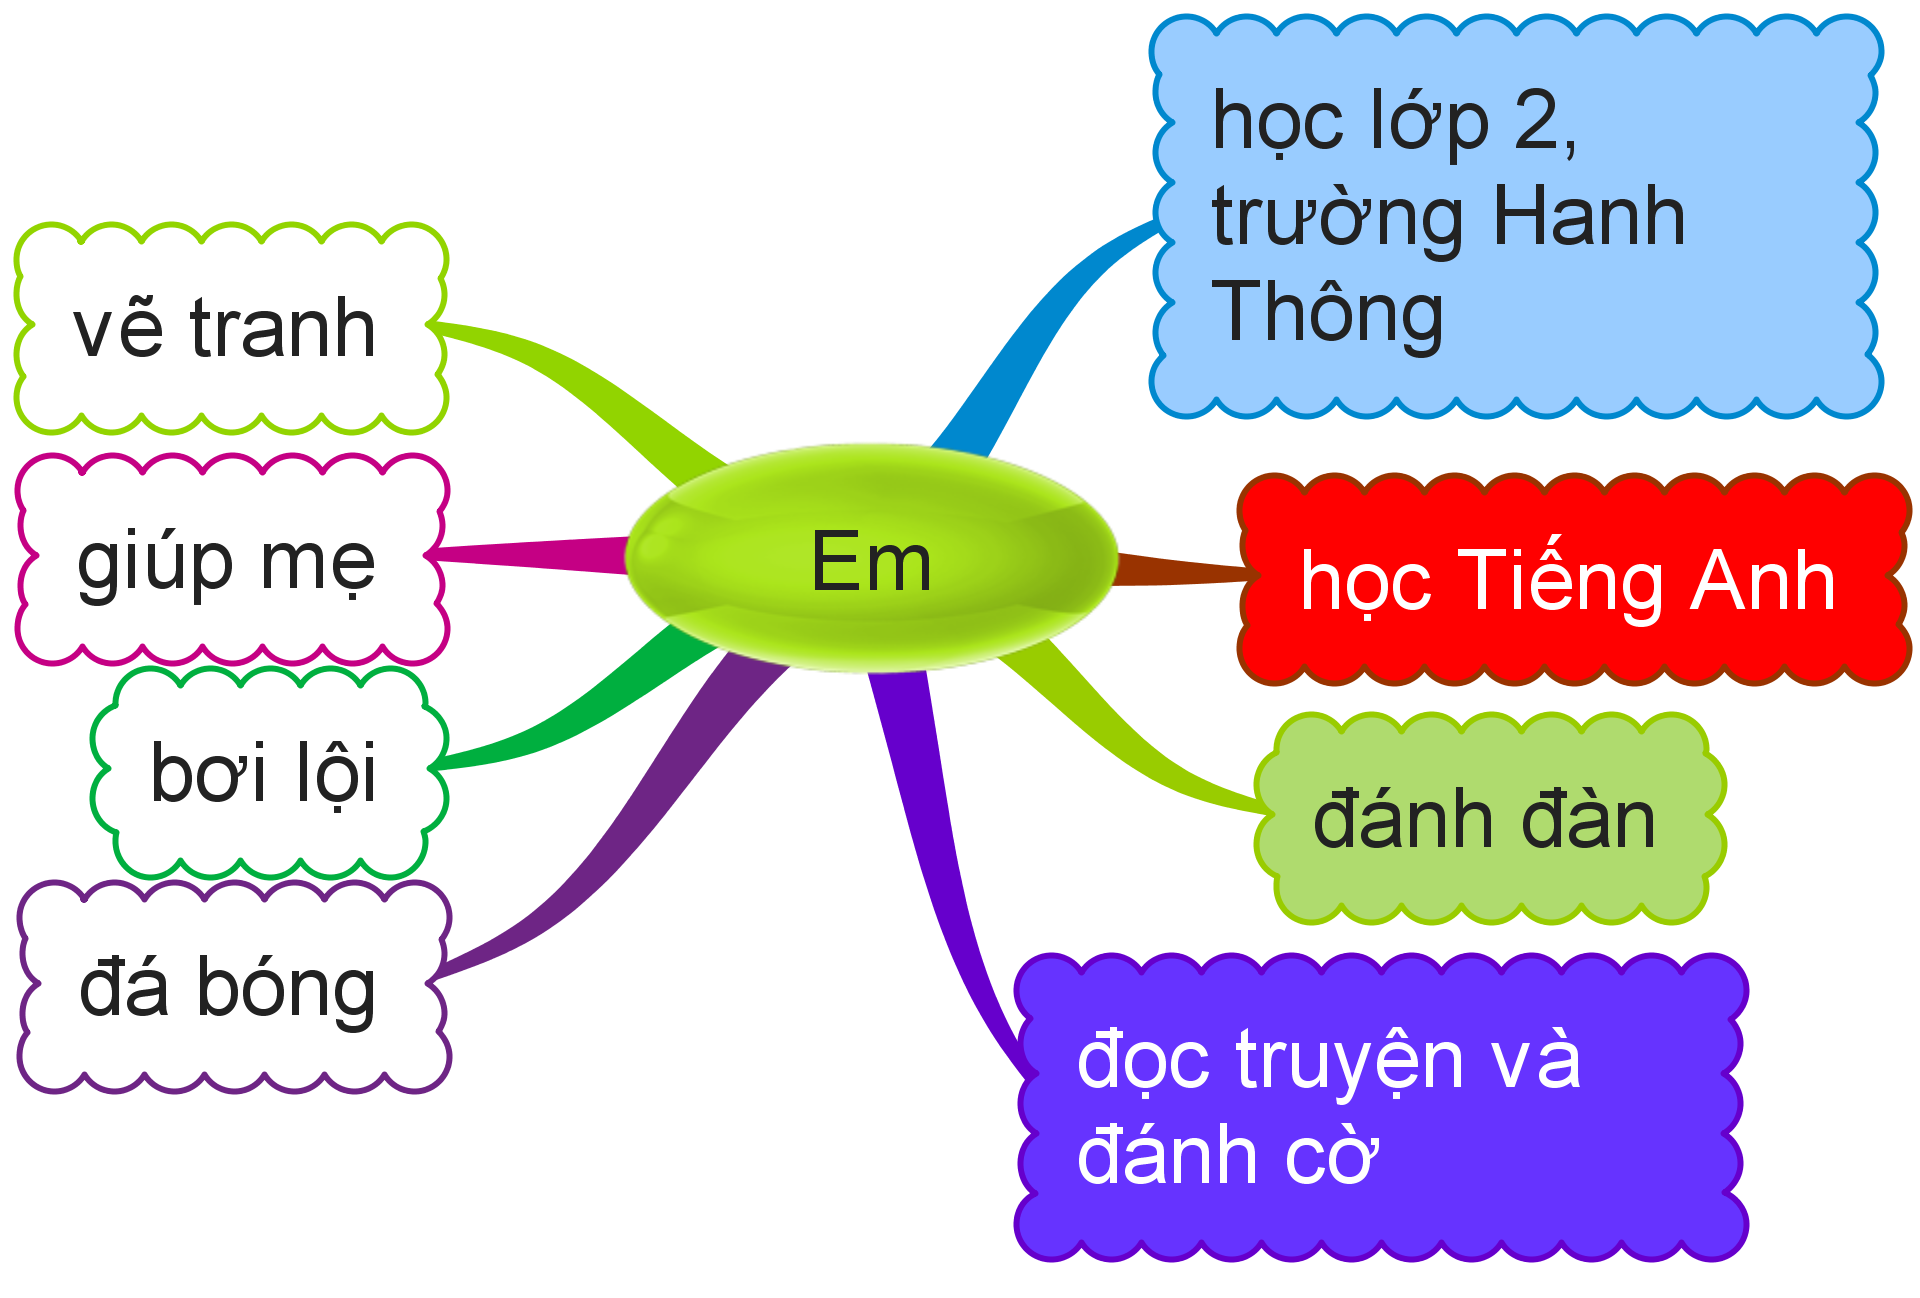 Em
học lớp 2,
trường Hanh
Thông
học Tiếng Anh
đánh đàn
đọc truyện và
đánh cờ
đá bóng
bơi lội
giúp mẹ
vẽ tranh